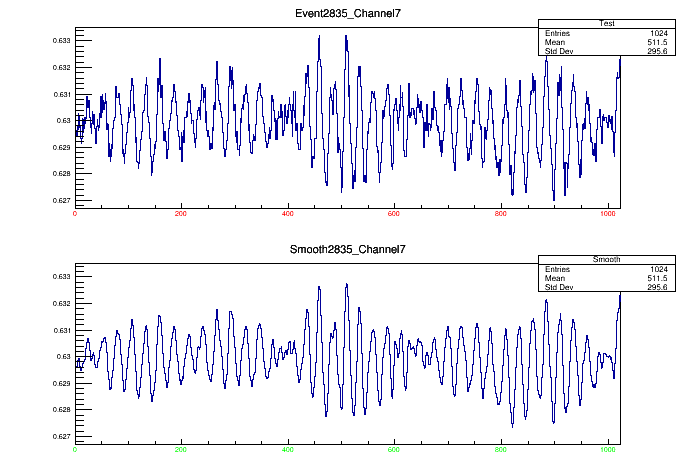 Event2835_Channel7
Test
Entries 1024
Mean 511.5
Std Dev 295.6
0.633
0.632
0.631
0.63
0.629
0.628
0.627
0 200 400 600 800 1000
Smooth2835_Channel7
Smooth
Entries 1024
Mean 511.5
Std Dev 295.6
0.633
0.632
0.631
0.63
0.629
0.628
0.627
0 200 400 600 800 1000